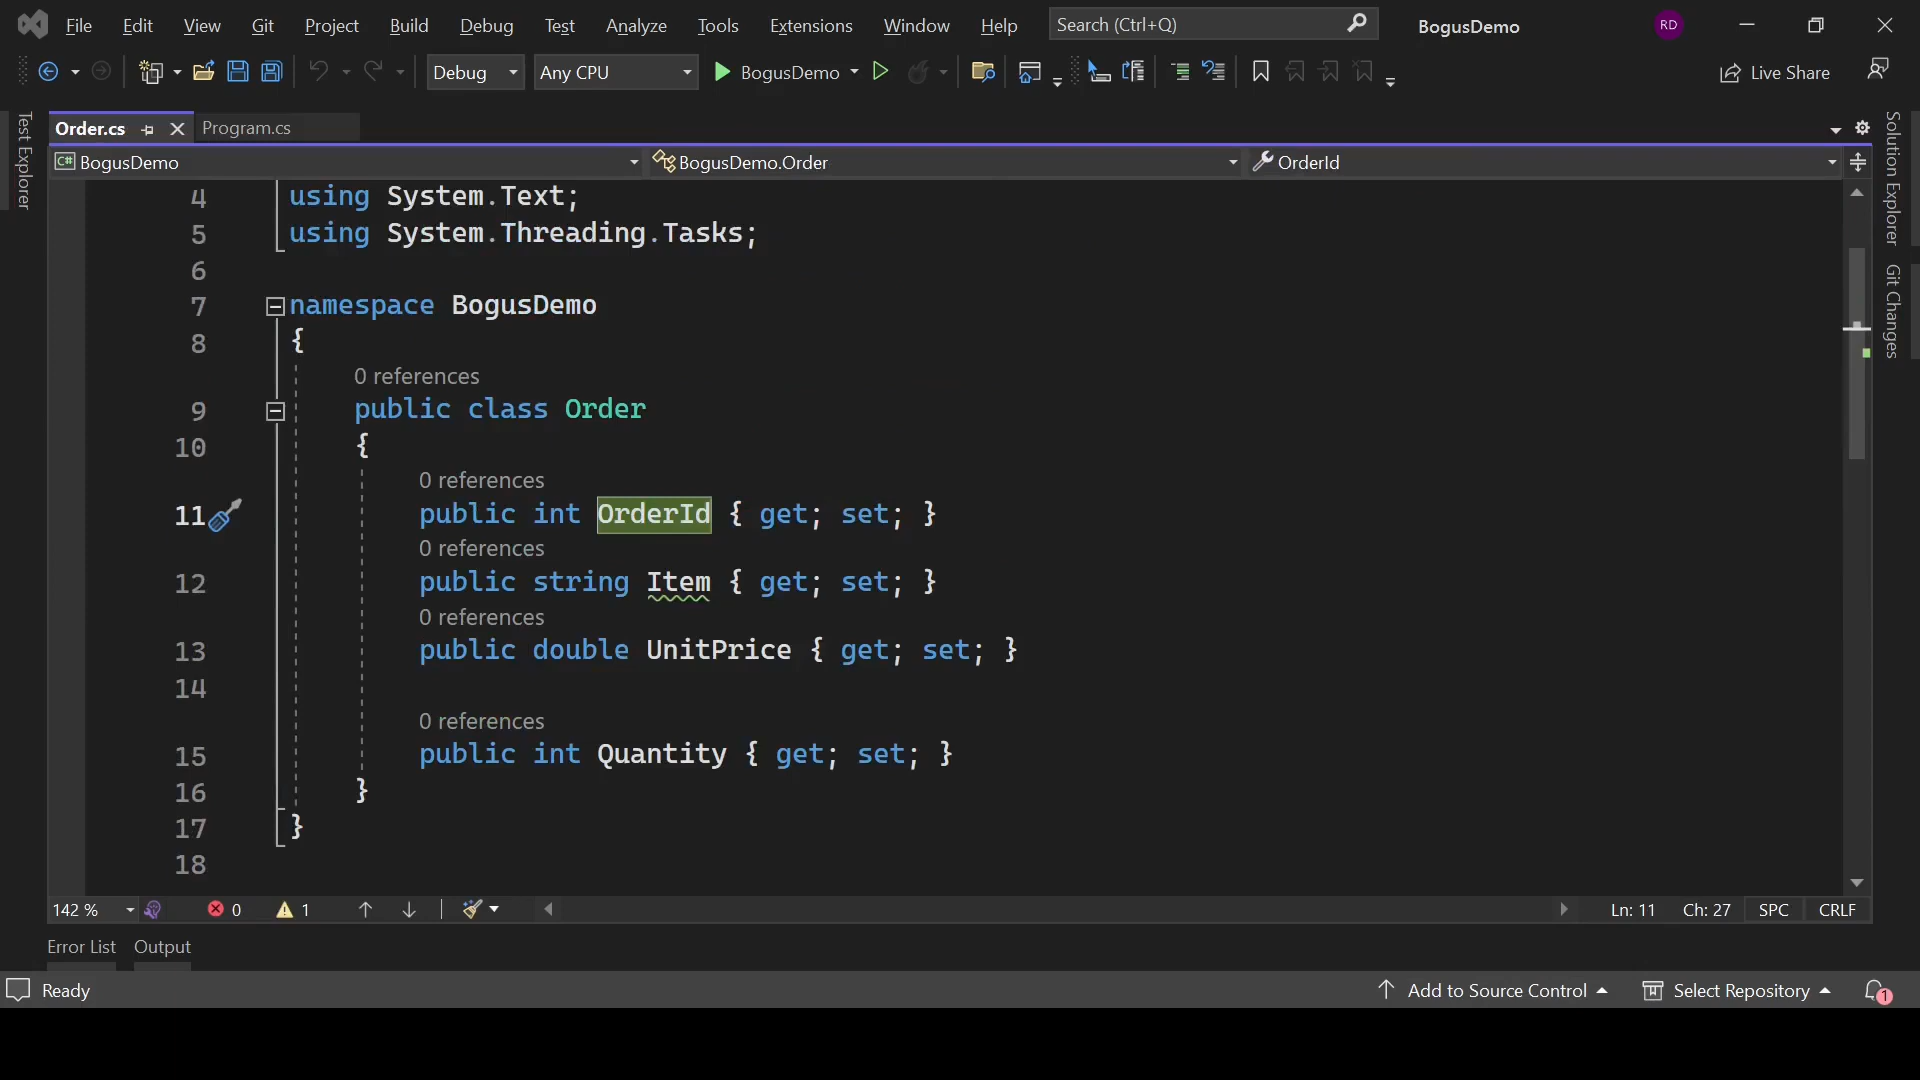 File Edit View Git Project Build Debug Test Analyze Tools Extensions Window Help Search (Ctrl+Q) BogusDemo RD
Debug Any CPU BogusDemo Live Share
Order.cs Program.cs
C# BogusDemo BogusDemo.Order OrderId
Test Explorer
Solution Explorer
Git Changes
4 using System.Text;
5 using System.Threading.Tasks;
6
7 namespace BogusDemo
8 {
0 references
9 public class Order
10 {
0 references
11 public int OrderId { get; set; }
0 references
12 public string Item { get; set; }
0 references
13 public double UnitPrice { get; set; }
14
0 references
15 public int Quantity { get; set; }
16 }
17 }
18
142 % 0 1 Ln: 11 Ch: 27 SPC CRLF
Error List Output
Ready Add to Source Control Select Repository 1